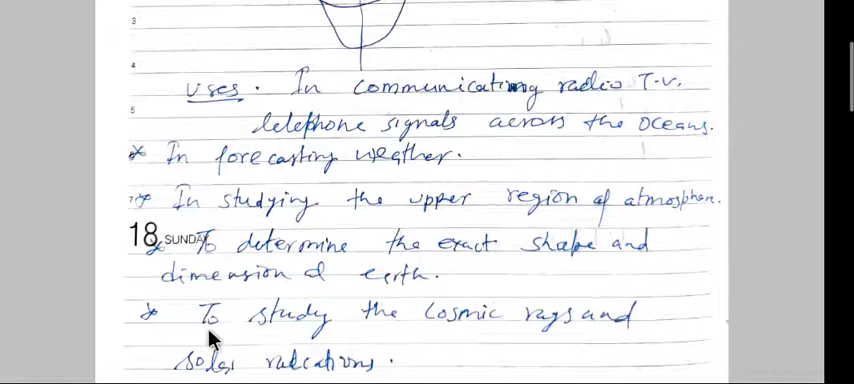 3
4
Uses. In communicating radio T.V.
5
telephone signals across the oceans.
* In forecasting weather.
7 * In studying the upper region of atmosphere.
18 SUNDAY * To determine the exact shape and
dimension of earth.
* To study the cosmic rays and
solar radiations.